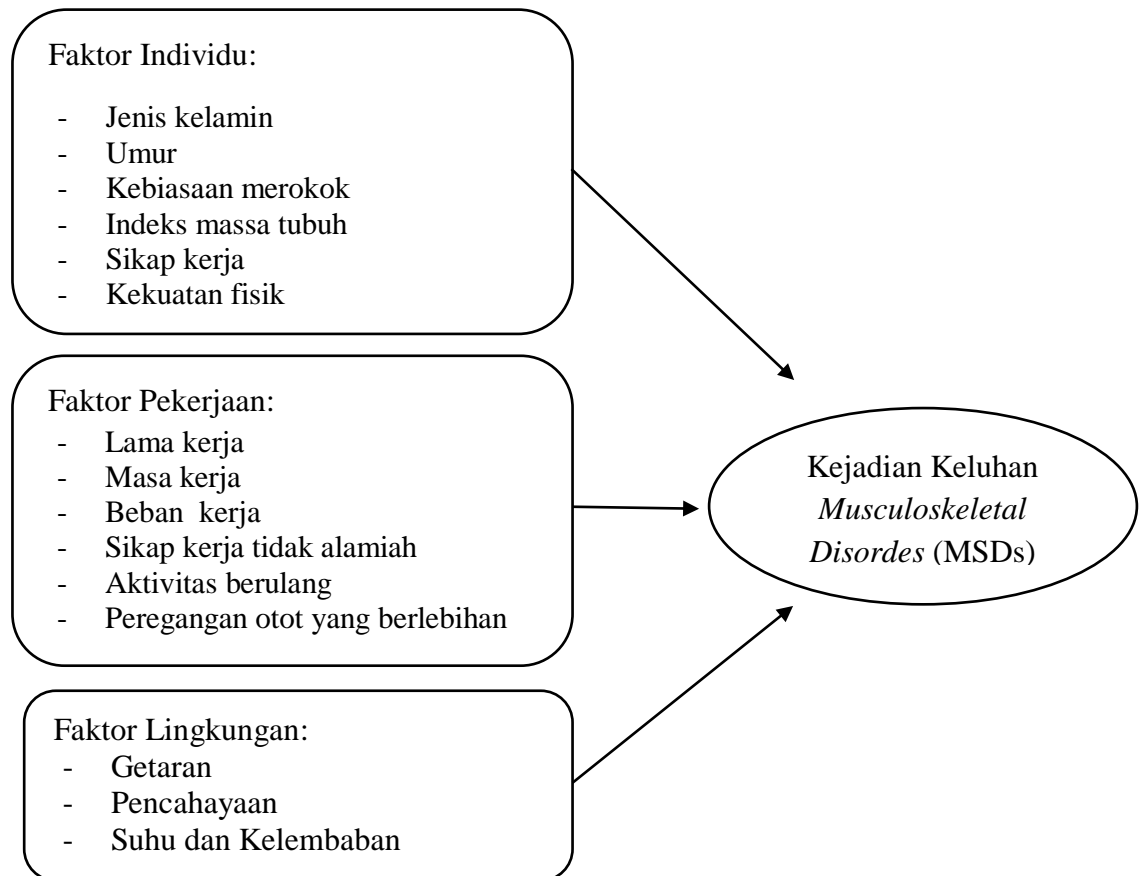 Faktor Individu:
- Jenis kelamin
- Umur
- Kebiasaan merokok
- Indeks massa tubuh
- Sikap kerja
- Kekuatan fisik
Faktor Pekerjaan:
- Lama kerja
- Masa kerja
- Beban kerja
- Sikap kerja tidak alamiah
- Aktivitas berulang
- Peregangan otot yang berlebihan
Faktor Lingkungan:
- Getaran
- Pencahayaan
- Suhu dan Kelembaban
Kejadian Keluhan
Musculoskeletal
Disordes (MSDs)